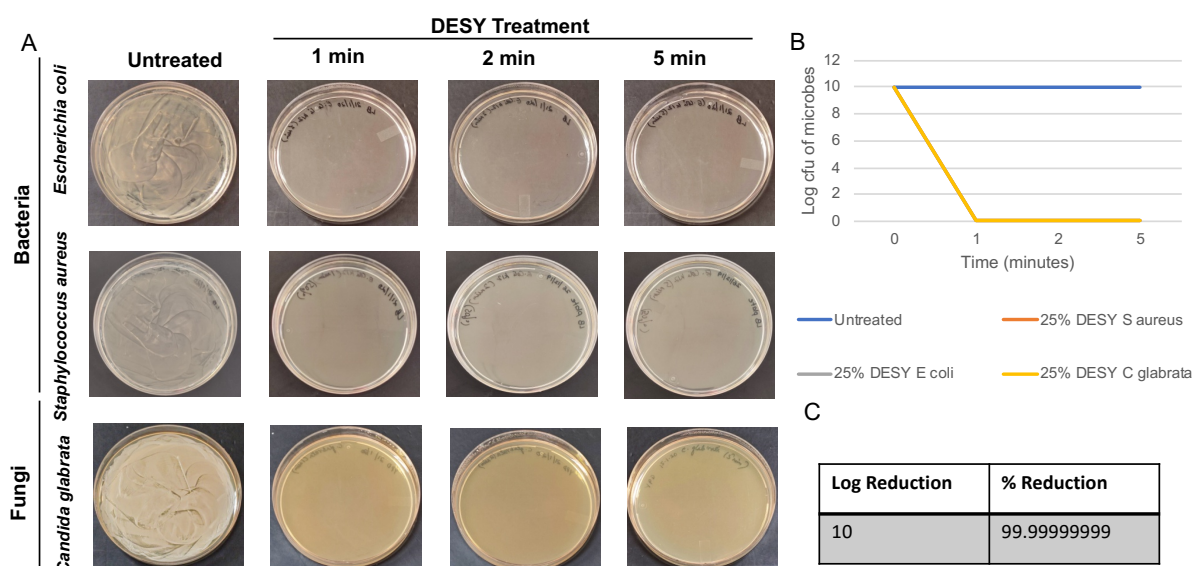 A
DESY Treatment
Untreated
1 min
2 min
5 min
Bacteria
Escherichia coli
Staphylococcus aureus
Fungi
Candida glabrata
B
12
10
8
6
4
2
0
Log cfu of microbes
0 1 2 5
Time (minutes)
Untreated
25% DESY S aureus
25% DESY E coli
25% DESY C glabrata
C
Log Reduction % Reduction
10 99.99999999